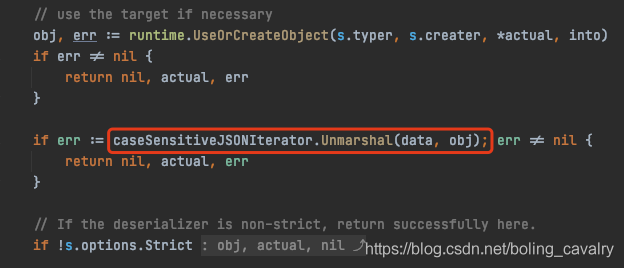 // use the target if necessary
obj, err := runtime.UseOrCreateObject(s.typer, s.creater, *actual, into)
if err ≠ nil {
return nil, actual, err
}
if err := caseSensitiveJSONIterator.Unmarshal(data, obj); err ≠ nil {
return nil, actual, err
}
// If the deserializer is non-strict, return successfully here.
if !s.options.Strict : obj, actual, nil ⤴
https://blog.csdn.net/boling_cavalry